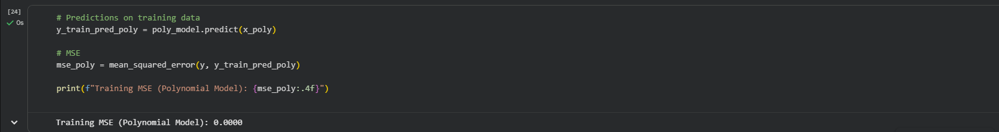 [24]
0s
# Predictions on training data
y_train_pred_poly = poly_model.predict(x_poly)
# MSE
mse_poly = mean_squared_error(y, y_train_pred_poly)
print(f"Training MSE (Polynomial Model): {mse_poly:.4f}")
Training MSE (Polynomial Model): 0.0000